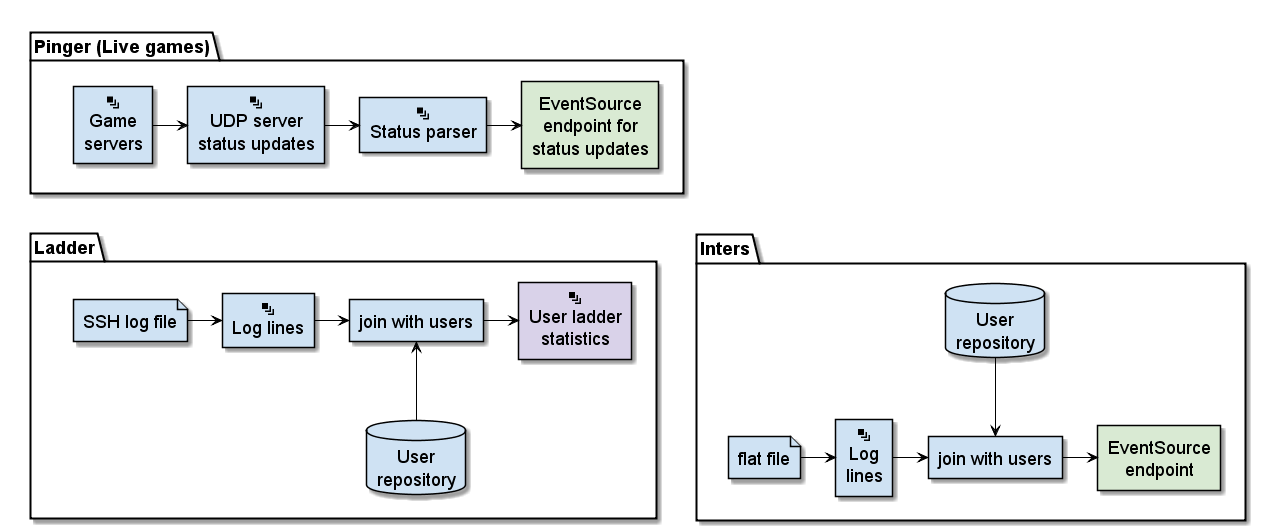 Pinger (Live games)
Game
servers
UDP server
status updates
Status parser
EventSource
endpoint for
status updates
Ladder
SSH log file
Log lines
join with users
User ladder
statistics
User
repository
Inters
User
repository
flat file
Log
lines
join with users
EventSource
endpoint